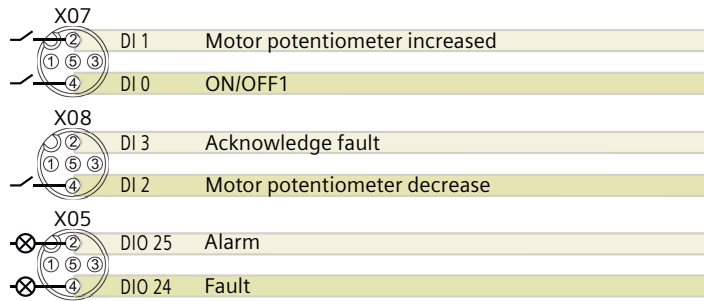 X07
② DI 1 Motor potentiometer increased
① ⑤ ③
④ DI 0 ON/OFF1
X08
② DI 3 Acknowledge fault
① ⑤ ③
④ DI 2 Motor potentiometer decrease
X05
② DIO 25 Alarm
① ⑤ ③
④ DIO 24 Fault